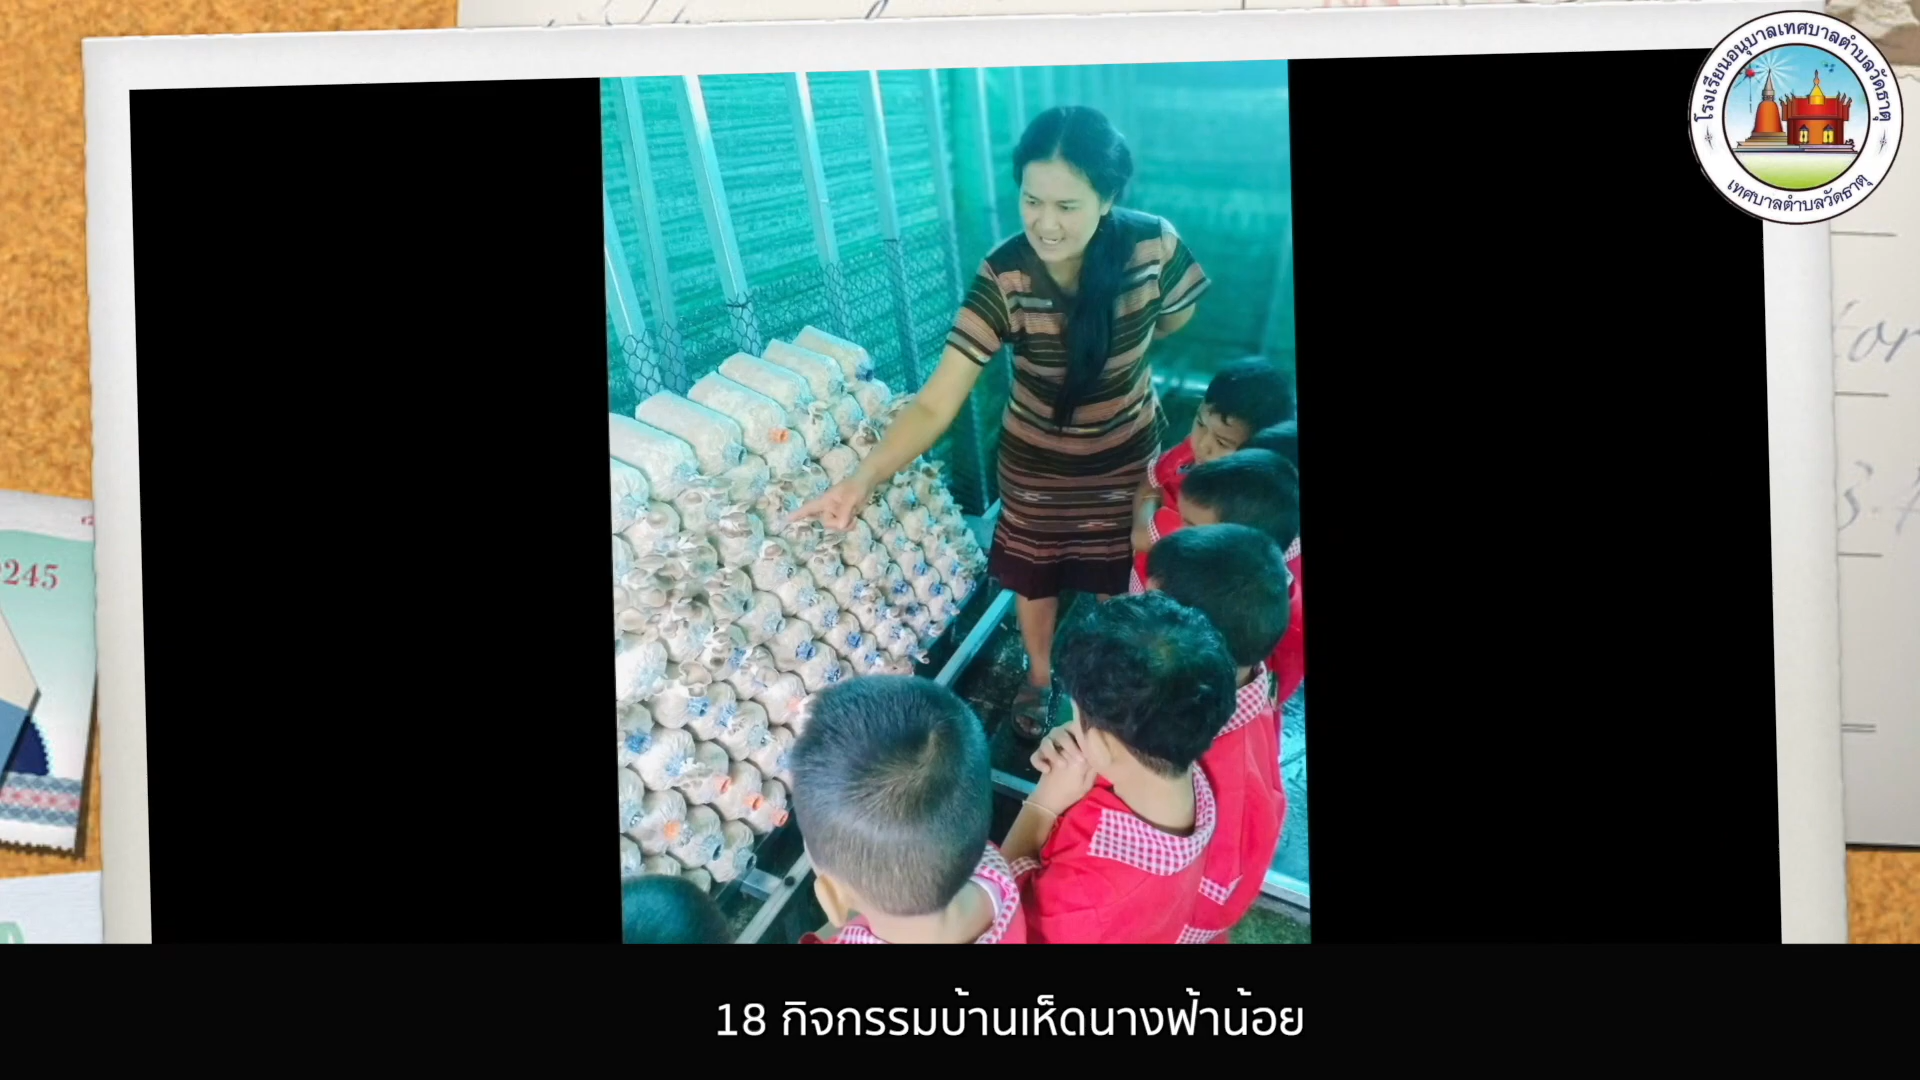 โรงเรียนอนุบาลเทศบาลตำบลวัดธาตุ
เทศบาลตำบลวัดธาตุ
245
18 กิจกรรมบ้านเห็ดนางฟ้าน้อย